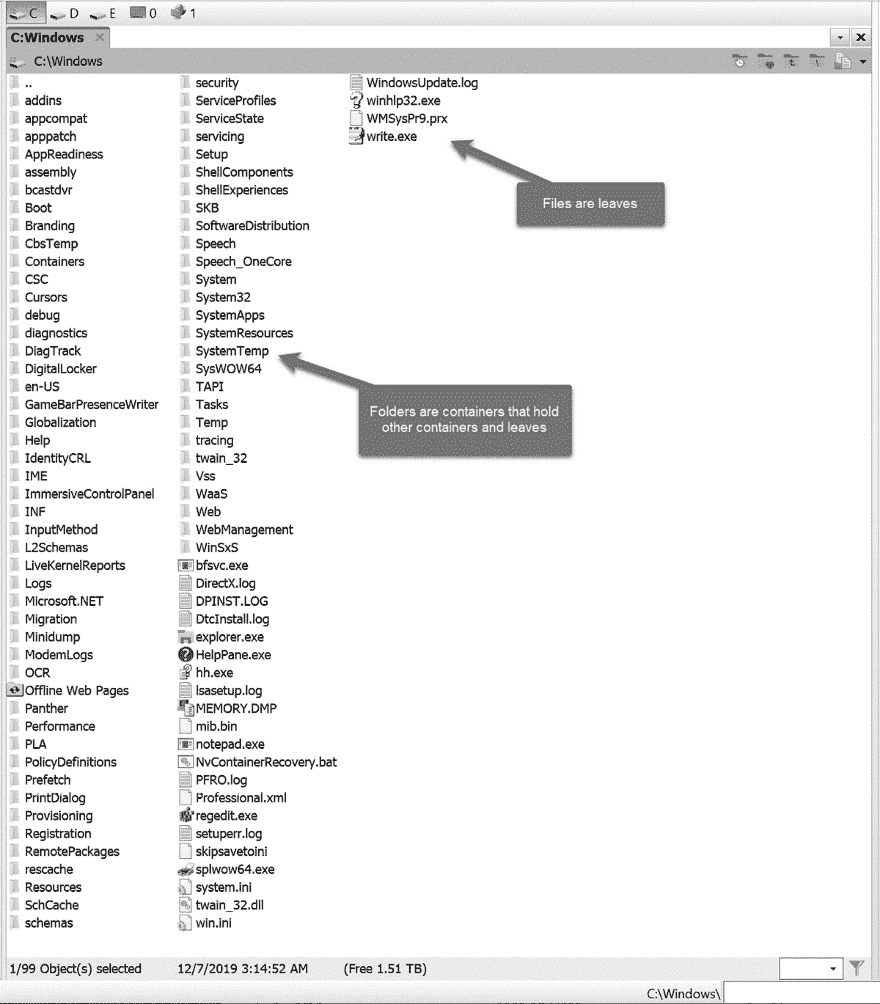 C D E 0 1
C:Windows
C:\Windows
..
addins
appcompat
apppatch
AppReadiness
assembly
bcastdvr
Boot
Branding
CbsTemp
Containers
CSC
Cursors
debug
diagnostics
DiagTrack
DigitalLocker
en-US
GameBarPresenceWriter
Globalization
Help
IdentityCRL
IME
ImmersiveControlPanel
INF
InputMethod
L2Schemas
LiveKernelReports
Logs
Microsoft.NET
Migration
Minidump
ModemLogs
OCR
Offline Web Pages
Panther
Performance
PLA
PolicyDefinitions
Prefetch
PrintDialog
Provisioning
Registration
RemotePackages
rescache
Resources
SchCache
schemas
security
ServiceProfiles
ServiceState
servicing
Setup
ShellComponents
ShellExperiences
SKB
SoftwareDistribution
Speech
Speech_OneCore
System
System32
SystemApps
SystemResources
SystemTemp
SysWOW64
TAPI
Tasks
Temp
tracing
twain_32
Vss
WaaS
Web
WebManagement
WinSxS
bfsvc.exe
DirectX.log
DPINST.LOG
DtcInstall.log
explorer.exe
HelpPane.exe
hh.exe
lsasetup.log
MEMORY.DMP
mib.bin
notepad.exe
NvContainerRecovery.bat
PFRO.log
Professional.xml
regedit.exe
setuperr.log
skipsavetoini
splwow64.exe
system.ini
twain_32.dll
win.ini
WindowsUpdate.log
winhlp32.exe
WMSysPr9.prx
write.exe
Files are leaves
Folders are containers that hold
other containers and leaves
1/99 Object(s) selected 12/7/2019 3:14:52 AM (Free 1.51 TB)
C:\Windows\